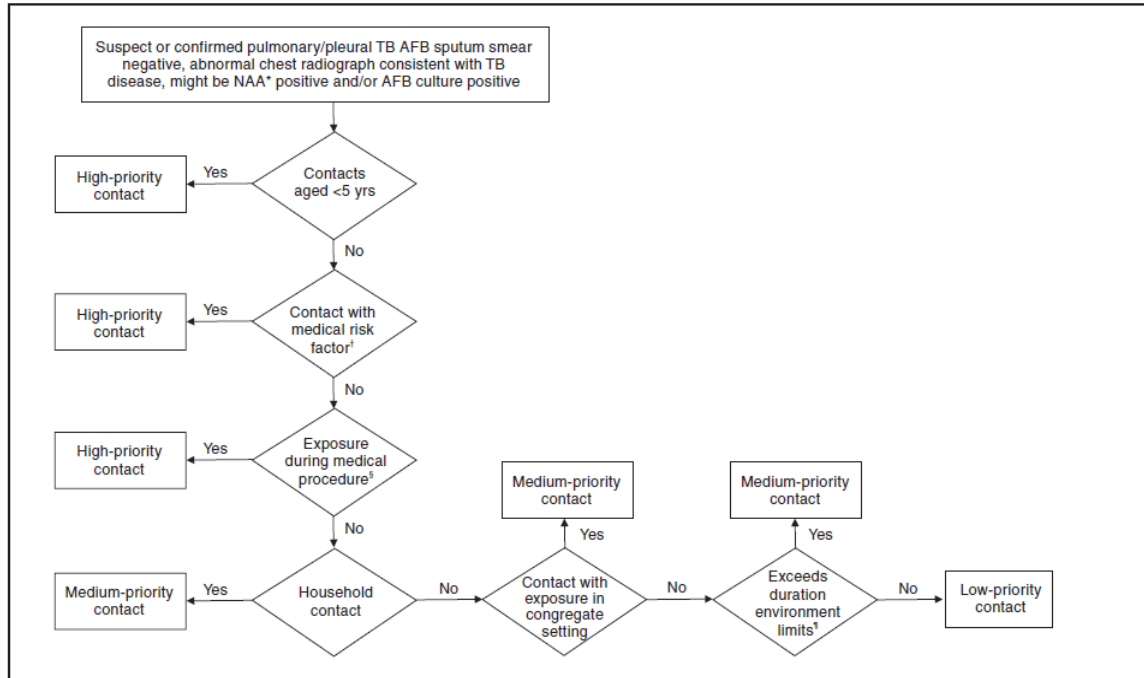 Suspect or confirmed pulmonary/pleural TB AFB sputum smear
negative, abnormal chest radiograph consistent with TB
disease, might be NAA* positive and/or AFB culture positive
High-priority
contact
Yes
Contacts
aged <5 yrs
No
High-priority
contact
Yes
Contact with
medical risk
factor†
No
High-priority
contact
Yes
Exposure
during medical
procedure§
No
Medium-priority
contact
Yes
Household
contact
No
Medium-priority
contact
Yes
Contact with
exposure in
congregate
setting
No
Medium-priority
contact
Yes
Exceeds
duration
environment
limits¶
No
Low-priority
contact